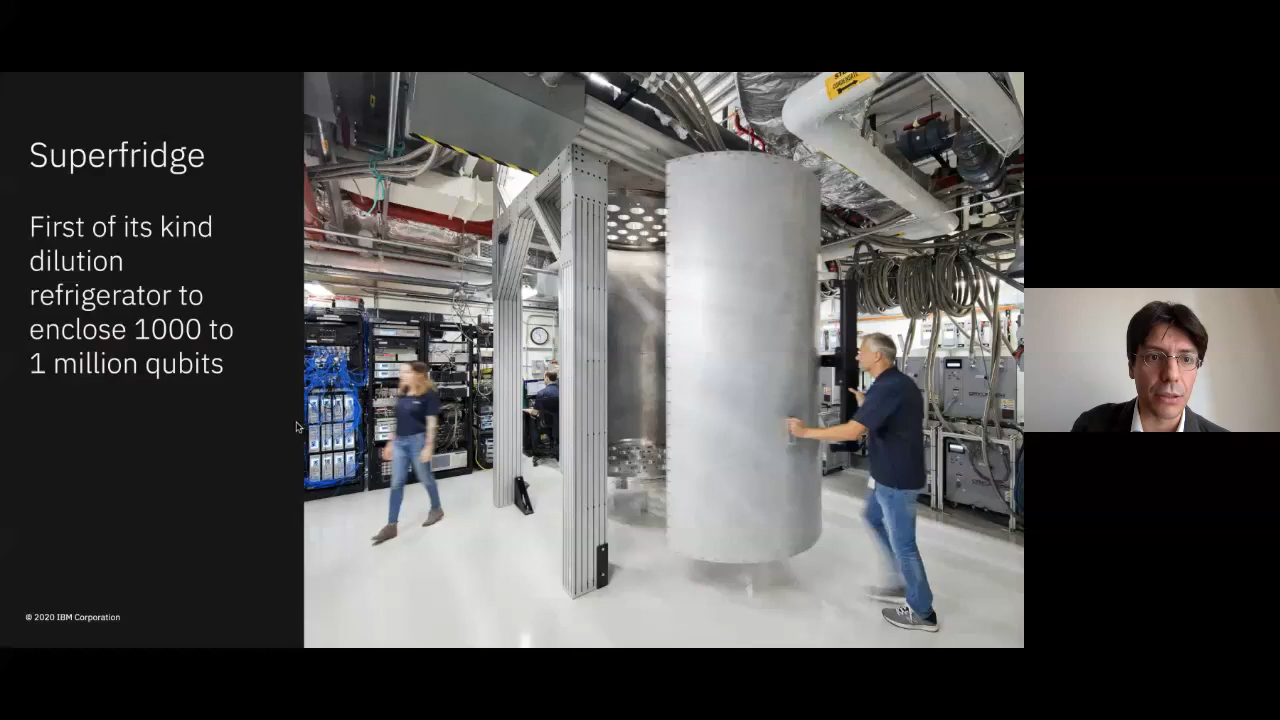 Superfridge
First of its kind
dilution
refrigerator to
enclose 1000 to
1 million qubits
© 2020 IBM Corporation